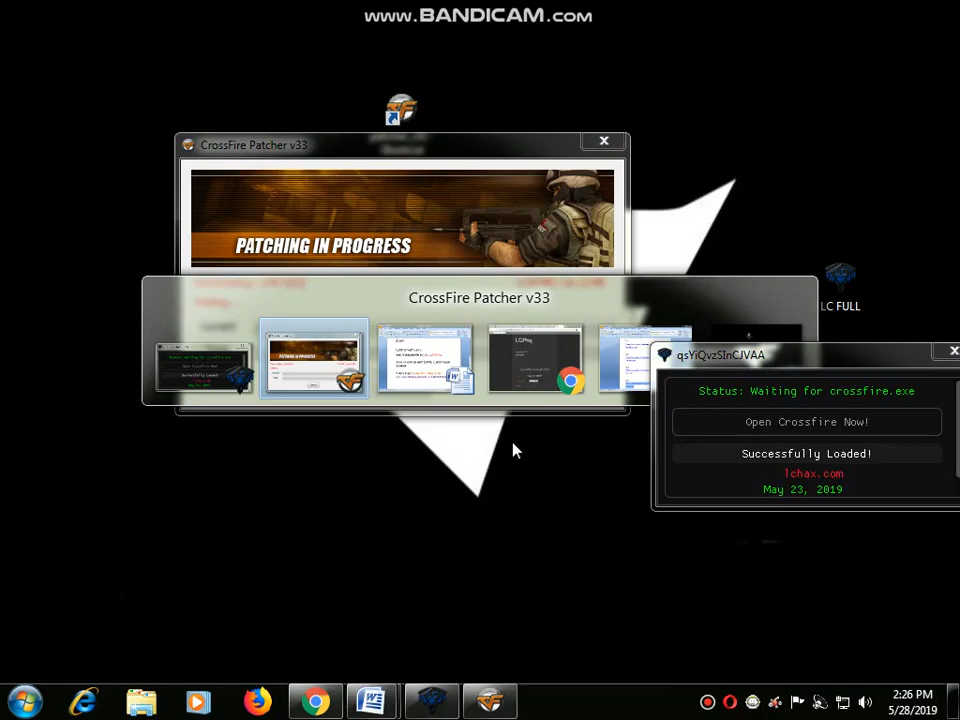 www.BANDICAM.com
CrossFire Patcher v33
PATCHING IN PROGRESS
CrossFire Patcher v33
LC FULL
qsYiQvzSInCJVAA
Status: Waiting for crossfire.exe
Open Crossfire Now!
Successfully Loaded!
lchax.com
May 23, 2019
2:26 PM
5/28/2019